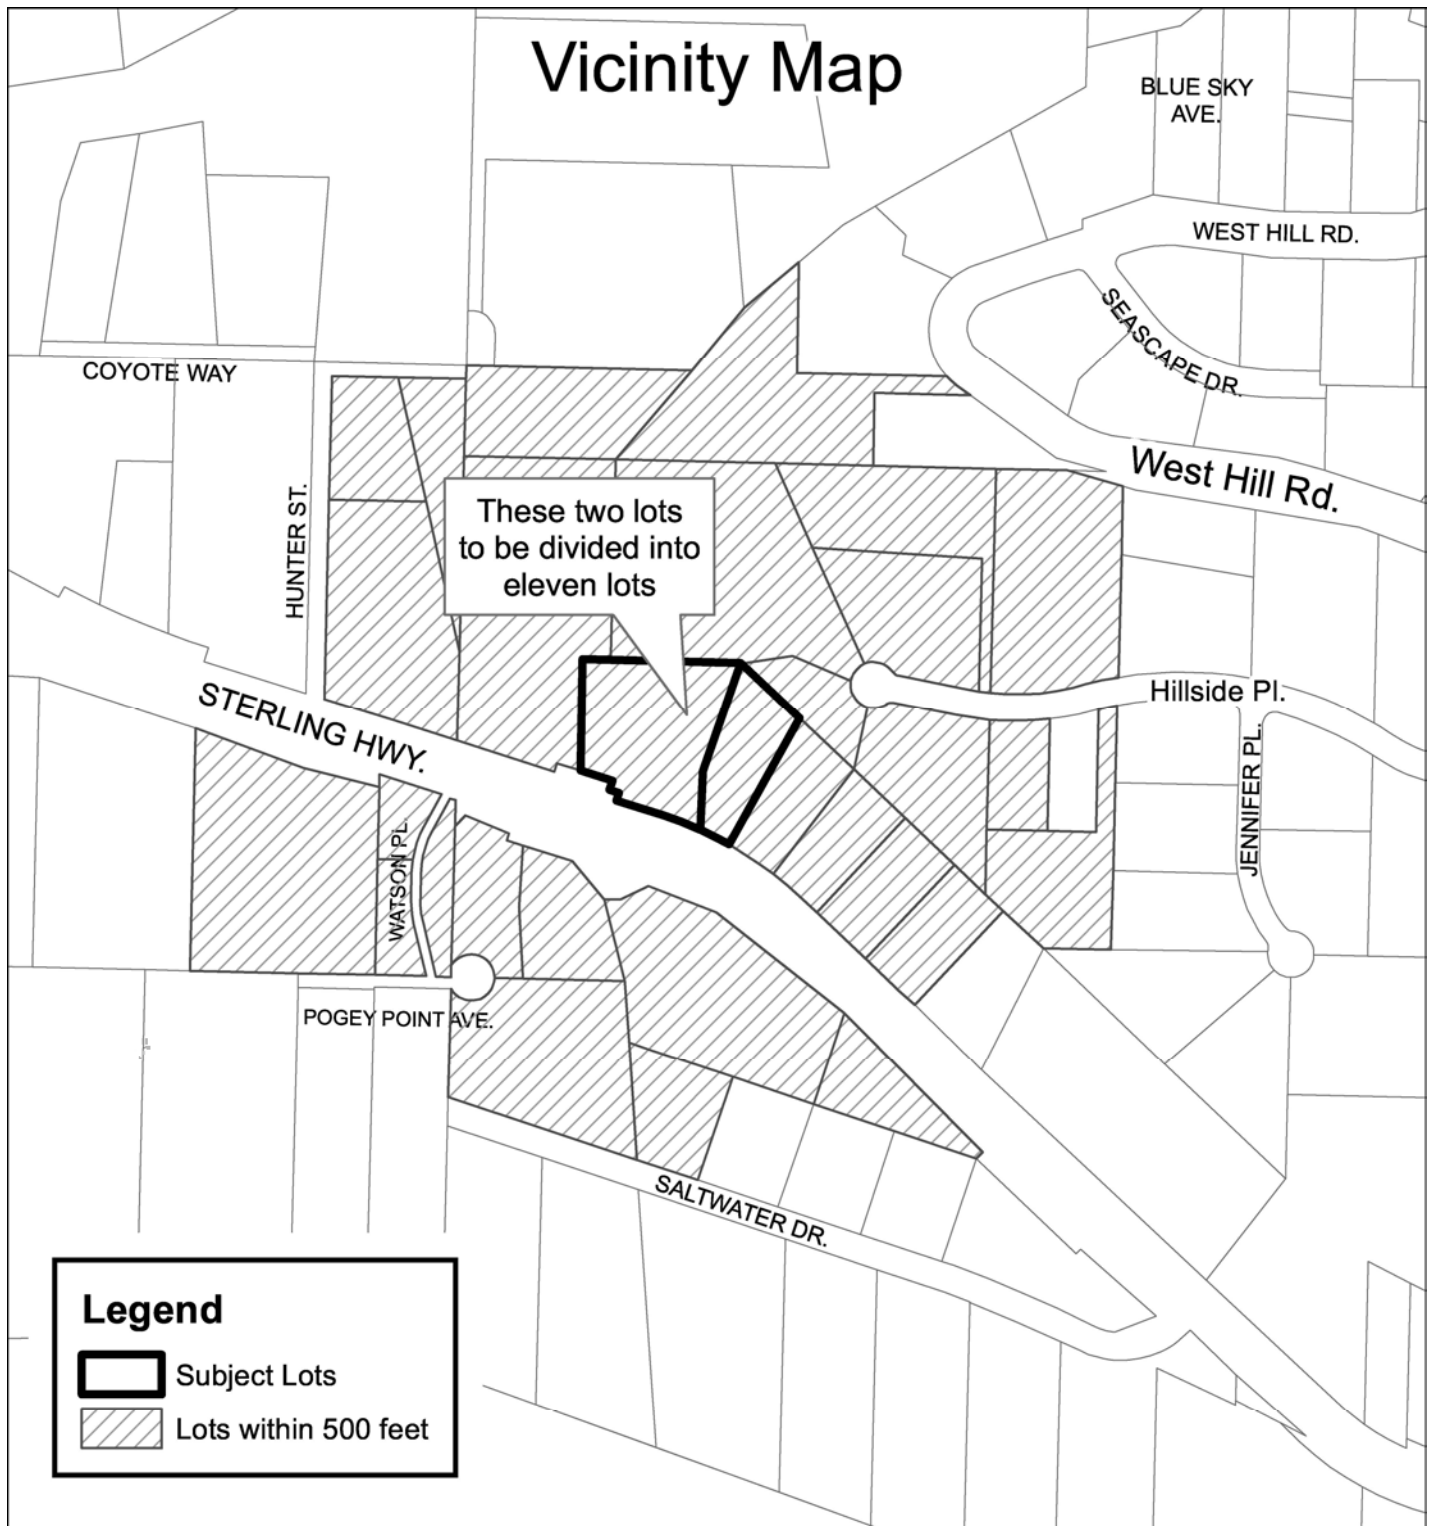 Vicinity Map
BLUE SKY
AVE.
WEST HILL RD.
SEASCAPE DR.
COYOTE WAY
West Hill Rd.
HUNTER ST.
These two lots
to be divided into
eleven lots
STERLING HWY.
Hillside Pl.
JENNIFER PL.
WATSON PL.
POGEY POINT AVE.
SALTWATER DR.
Legend
Subject Lots
Lots within 500 feet